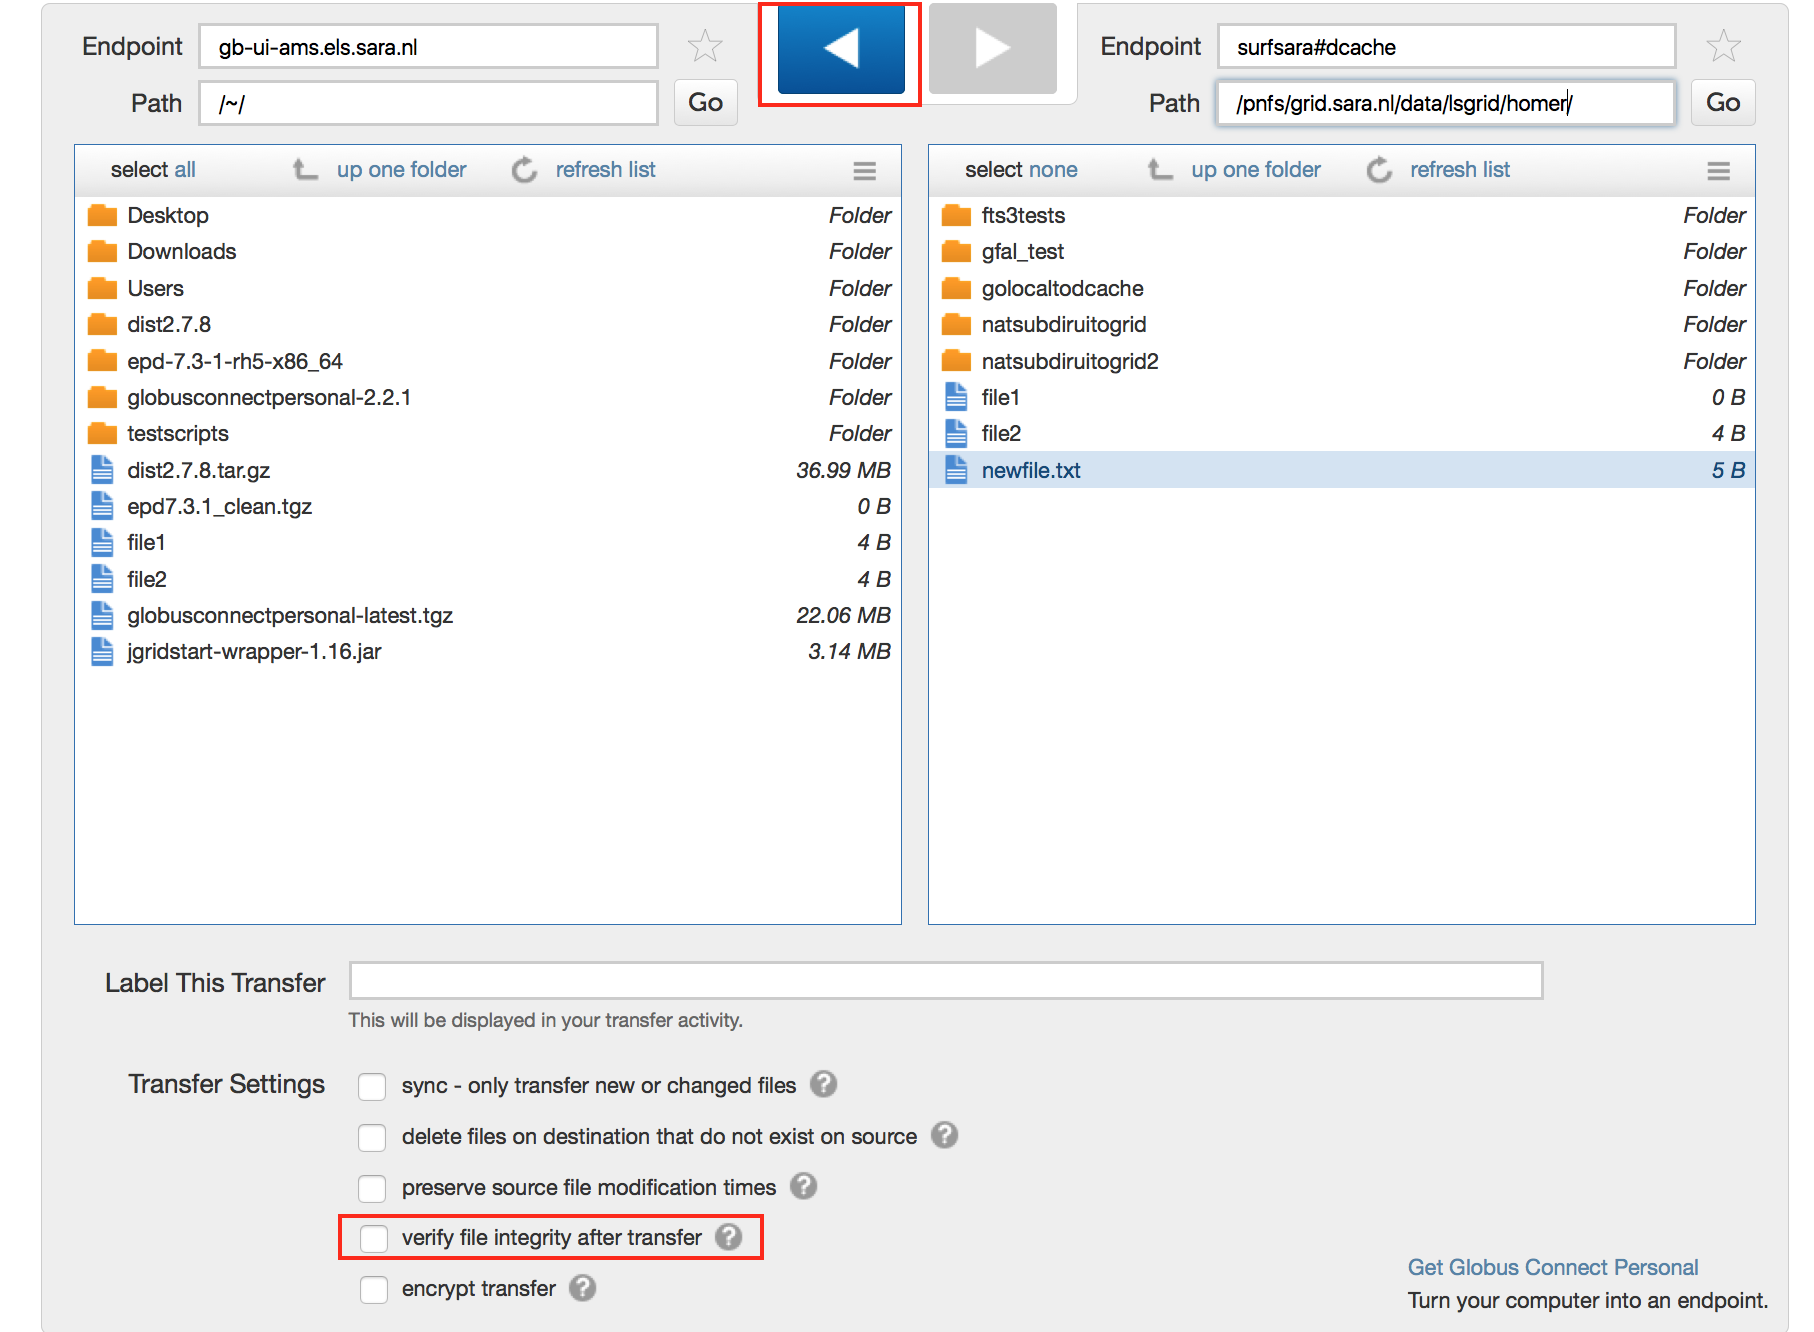 Endpoint gb-ui-ams.els.sara.nl
Path /~/ Go
Endpoint surfsara#dcache
Path /pnfs/grid.sara.nl/data/lsgrid/homer/ Go
select all up one folder refresh list
Desktop Folder
Downloads Folder
Users Folder
dist2.7.8 Folder
epd-7.3-1-rh5-x86_64 Folder
globusconnectpersonal-2.2.1 Folder
testscripts Folder
dist2.7.8.tar.gz 36.99 MB
epd7.3.1_clean.tgz 0 B
file1 4 B
file2 4 B
globusconnectpersonal-latest.tgz 22.06 MB
jgridstart-wrapper-1.16.jar 3.14 MB
select none up one folder refresh list
fts3tests Folder
gfal_test Folder
golocaltodcache Folder
natsubdiruitogrid Folder
natsubdiruitogrid2 Folder
file1 0 B
file2 4 B
newfile.txt 5 B
Label This Transfer
This will be displayed in your transfer activity.
Transfer Settings
sync - only transfer new or changed files ?
delete files on destination that do not exist on source ?
preserve source file modification times ?
verify file integrity after transfer ?
encrypt transfer ?
Get Globus Connect Personal
Turn your computer into an endpoint.